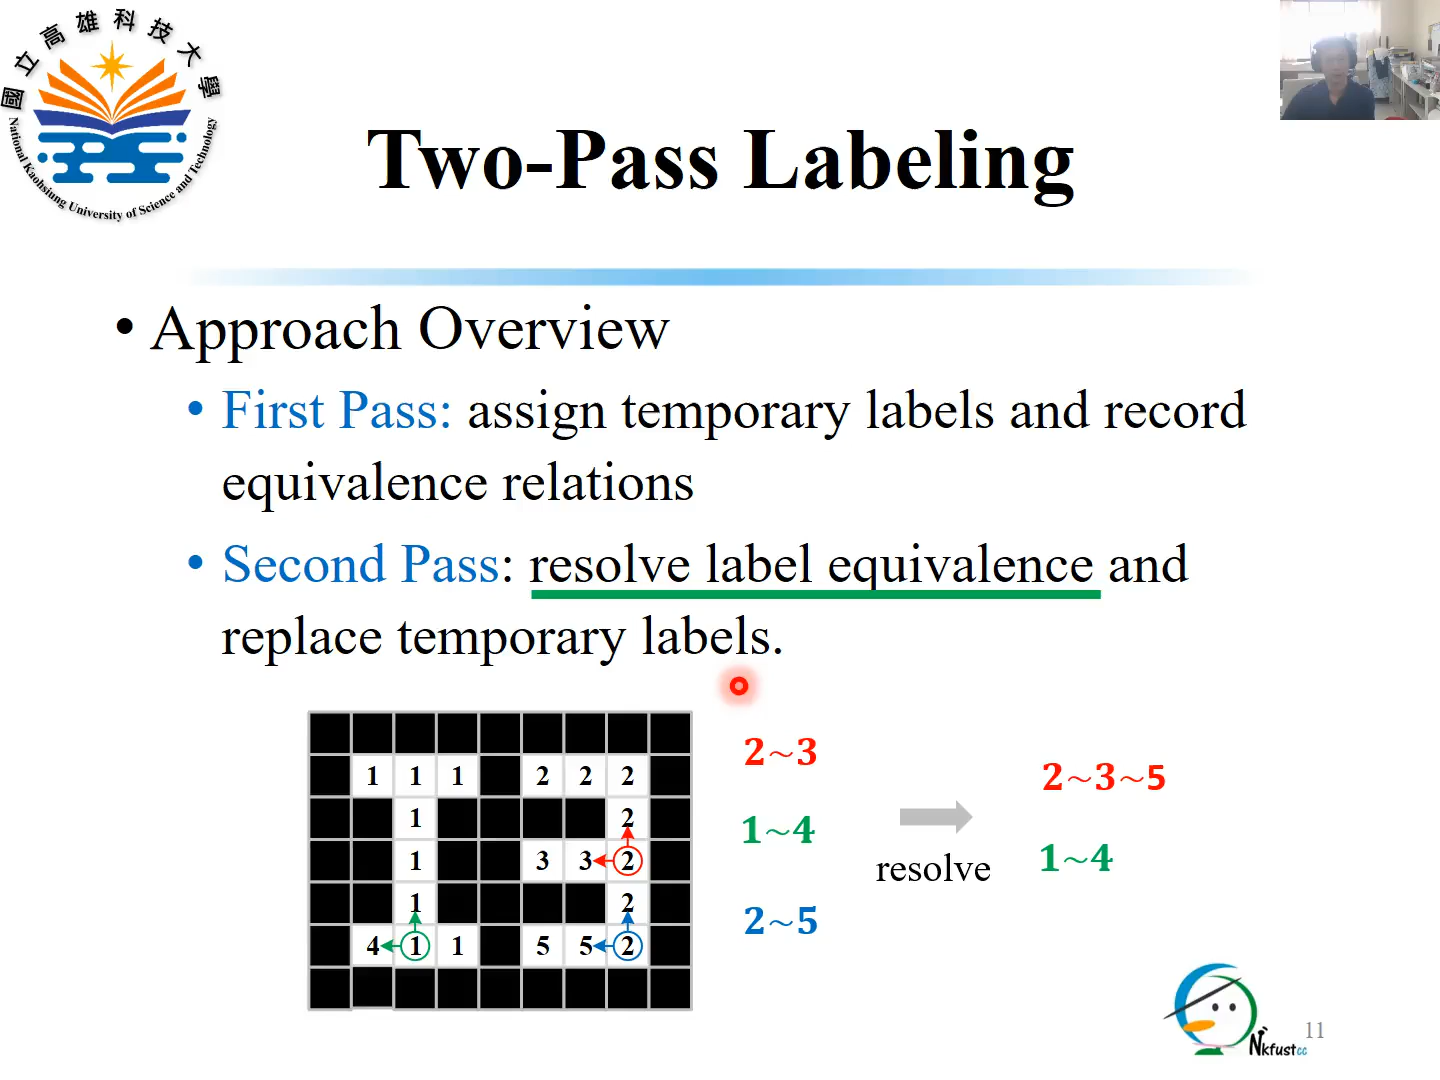 國立高雄科技大學
National Kaohsiung University of Science and Technology
Two-Pass Labeling
• Approach Overview
• First Pass: assign temporary labels and record
equivalence relations
• Second Pass: resolve label equivalence and
replace temporary labels.
1 1 1 2 2 2
1 2
1 3 3 2
1 2
4 1 1 5 5 2
2~3
1~4
2~5
resolve
2~3~5
1~4
Nkfust cc
11